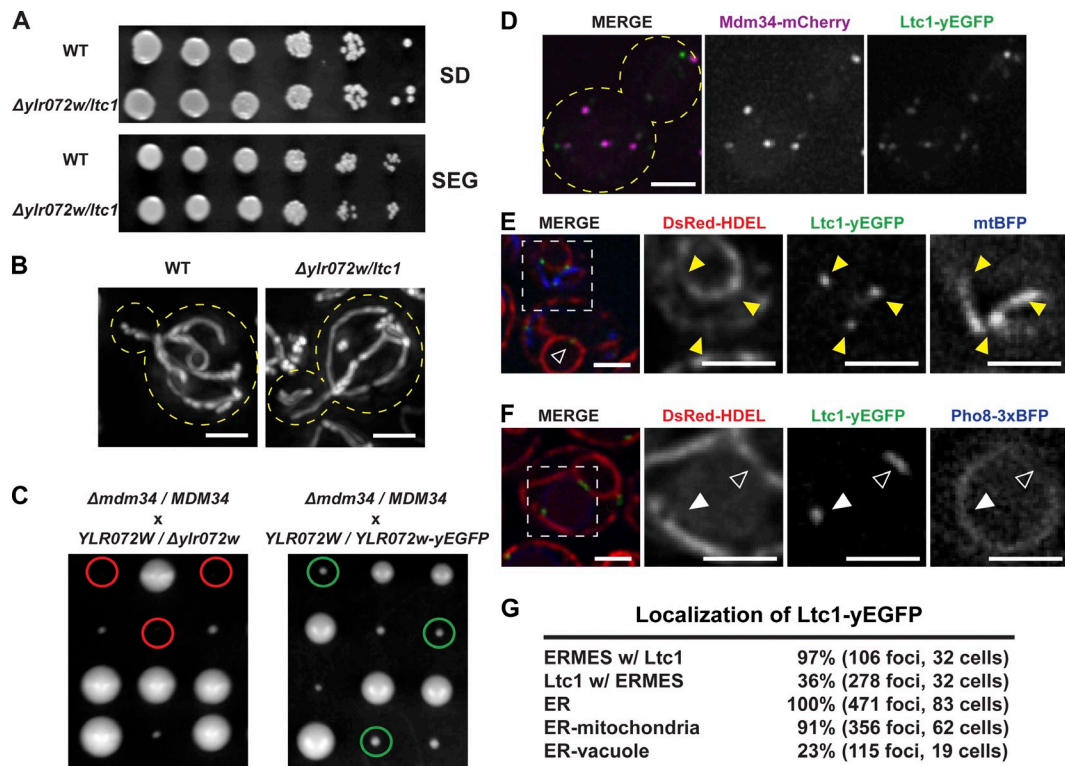 A
WT
Δylr072w/ltc1
SD
WT
Δylr072w/ltc1
SEG
B
WT
Δylr072w/ltc1
C
Δmdm34 / MDM34
x
YLR072W / Δylr072w
Δmdm34 / MDM34
x
YLR072W / YLR072w-yEGFP
D
MERGE
Mdm34-mCherry
Ltc1-yEGFP
E
MERGE
DsRed-HDEL
Ltc1-yEGFP
mtBFP
F
MERGE
DsRed-HDEL
Ltc1-yEGFP
Pho8-3xBFP
G
Localization of Ltc1-yEGFP
ERMES w/ Ltc1 97% (106 foci, 32 cells)
Ltc1 w/ ERMES 36% (278 foci, 32 cells)
ER 100% (471 foci, 83 cells)
ER-mitochondria 91% (356 foci, 62 cells)
ER-vacuole 23% (115 foci, 19 cells)